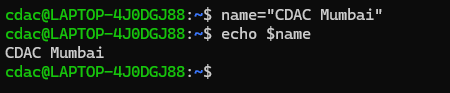 cdac@LAPTOP-4J0DGJ88:~$ name="CDAC Mumbai"
cdac@LAPTOP-4J0DGJ88:~$ echo $name
CDAC Mumbai
cdac@LAPTOP-4J0DGJ88:~$